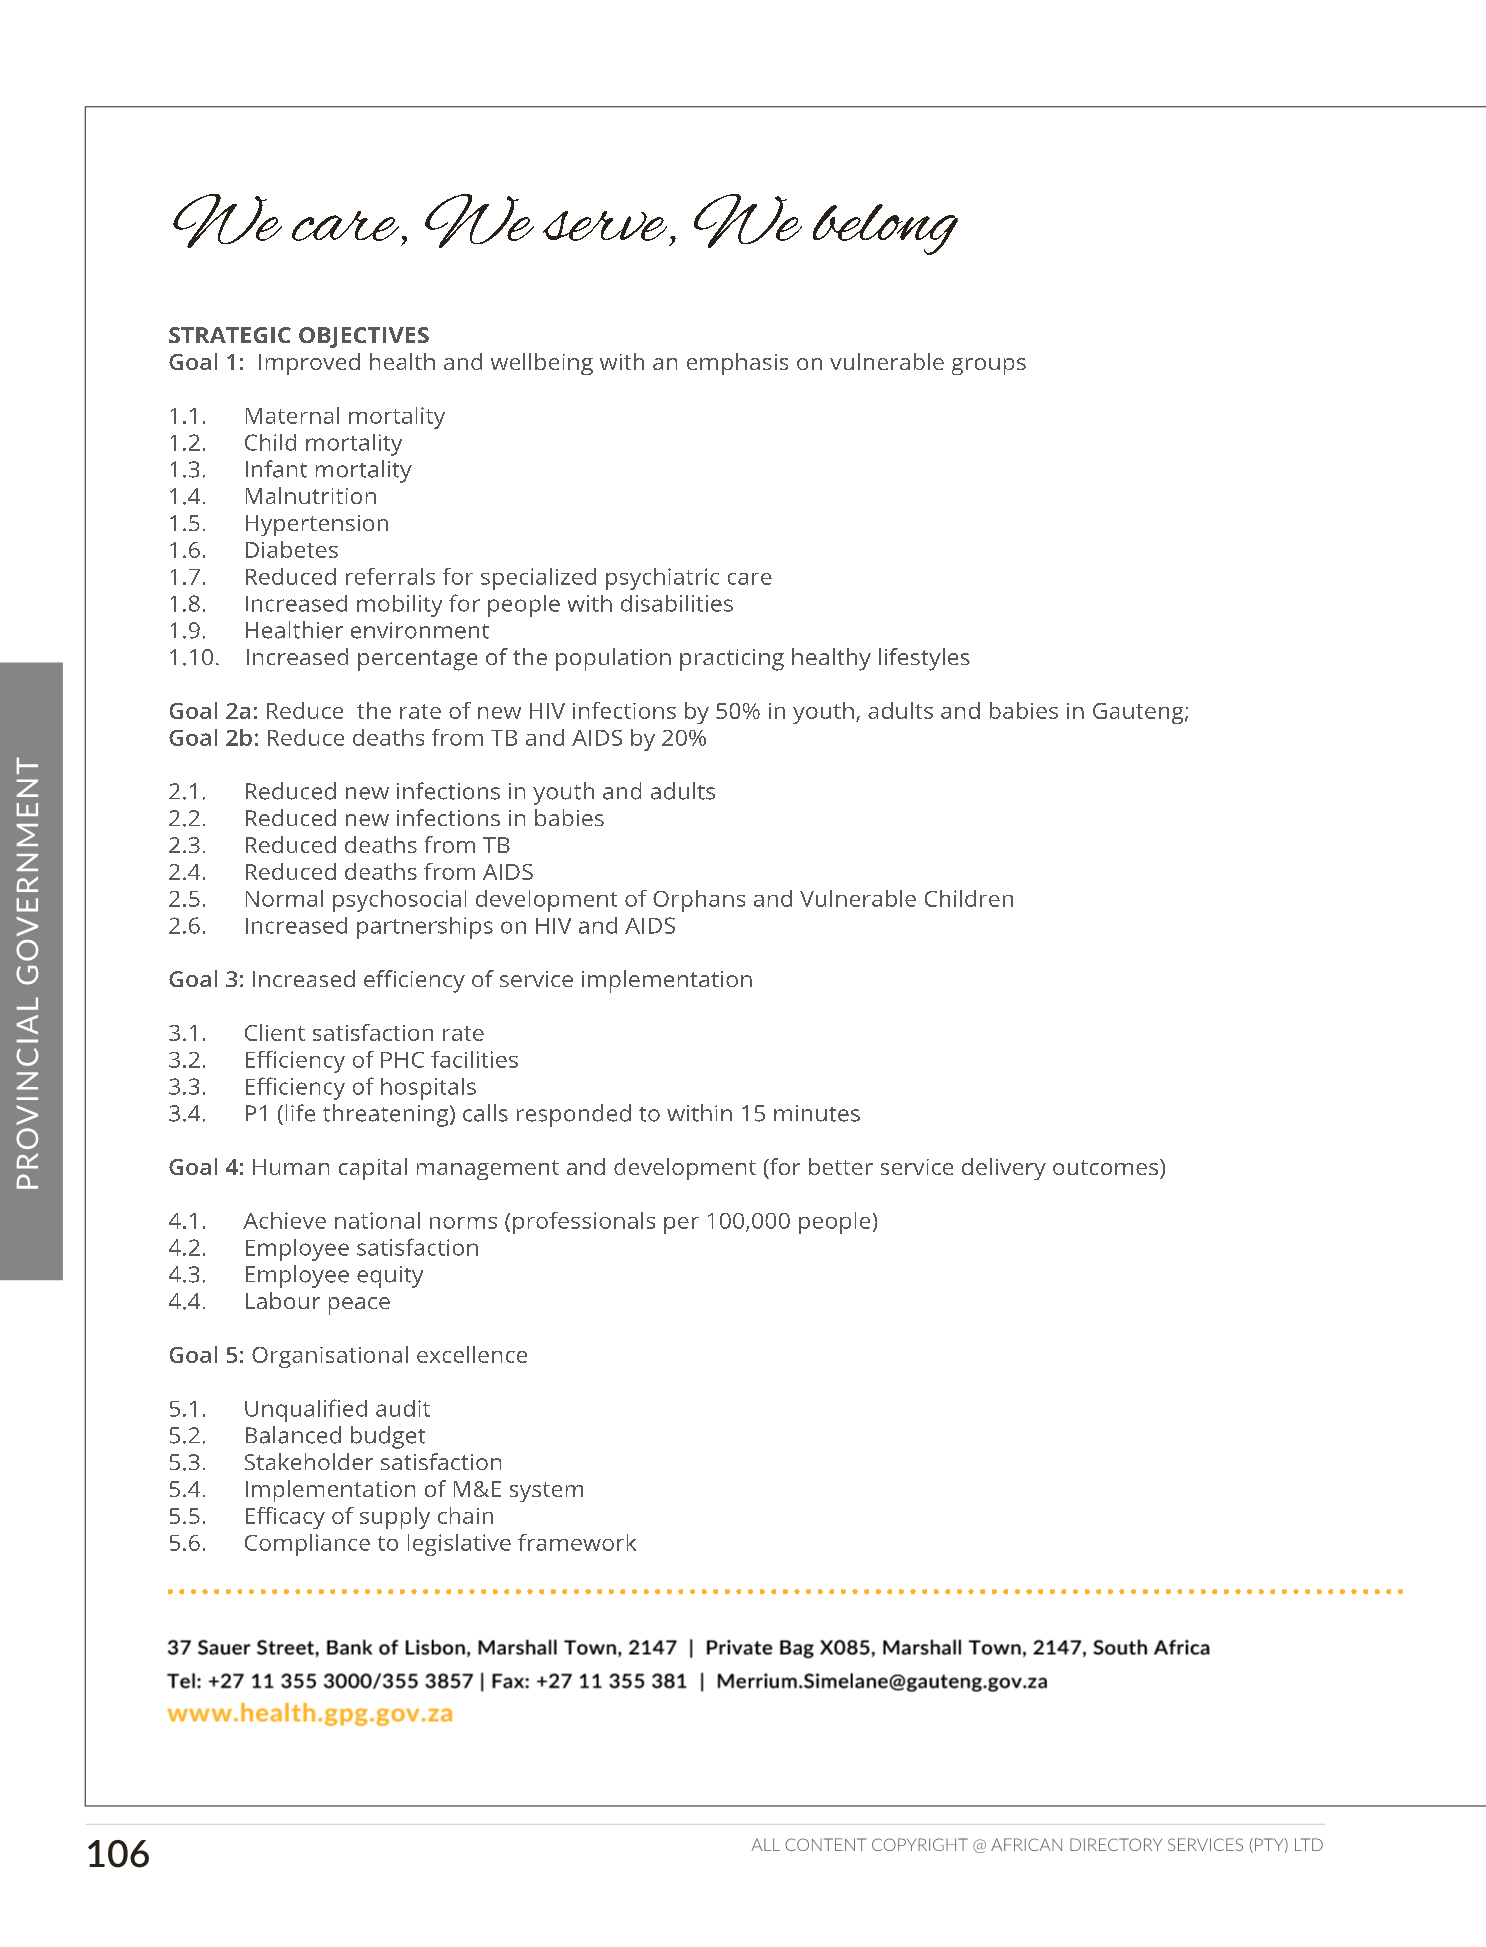 We care, We serve, We belong
STRATEGIC OBJECTIVES
Goal 1: Improved health and wellbeing with an emphasis on vulnerable groups
1.1. Maternal mortality
1.2. Child mortality
1.3. Infant mortality
1.4. Malnutrition
1.5. Hypertension
1.6. Diabetes
1.7. Reduced referrals for specialized psychiatric care
1.8. Increased mobility for people with disabilities
1.9. Healthier environment
1.10. Increased percentage of the population practicing healthy lifestyles
Goal 2a: Reduce the rate of new HIV infections by 50% in youth, adults and babies in Gauteng;
Goal 2b: Reduce deaths from TB and AIDS by 20%
2.1. Reduced new infections in youth and adults
2.2. Reduced new infections in babies
2.3. Reduced deaths from TB
2.4. Reduced deaths from AIDS
2.5. Normal psychosocial development of Orphans and Vulnerable Children
2.6. Increased partnerships on HIV and AIDS
Goal 3: Increased efficiency of service implementation
3.1. Client satisfaction rate
3.2. Efficiency of PHC facilities
3.3. Efficiency of hospitals
3.4. P1 (life threatening) calls responded to within 15 minutes
Goal 4: Human capital management and development (for better service delivery outcomes)
4.1. Achieve national norms (professionals per 100,000 people)
4.2. Employee satisfaction
4.3. Employee equity
4.4. Labour peace
Goal 5: Organisational excellence
5.1. Unqualified audit
5.2. Balanced budget
5.3. Stakeholder satisfaction
5.4. Implementation of M&E system
5.5. Efficacy of supply chain
5.6. Compliance to legislative framework
37 Sauer Street, Bank of Lisbon, Marshall Town, 2147 | Private Bag X085, Marshall Town, 2147, South Africa
Tel: +27 11 355 3000/355 3857 | Fax: +27 11 355 381 | Merrium.Simelane@gauteng.gov.za
www.health.gpg.gov.za
PROVINCIAL GOVERNMENT
106
ALL CONTENT COPYRIGHT @ AFRICAN DIRECTORY SERVICES (PTY) LTD